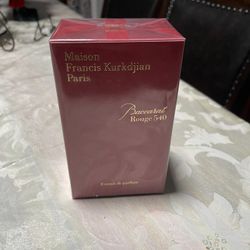 Maison
Francis Kurkdjian
Paris
Baccarat
Rouge 540
Extrait de parfum